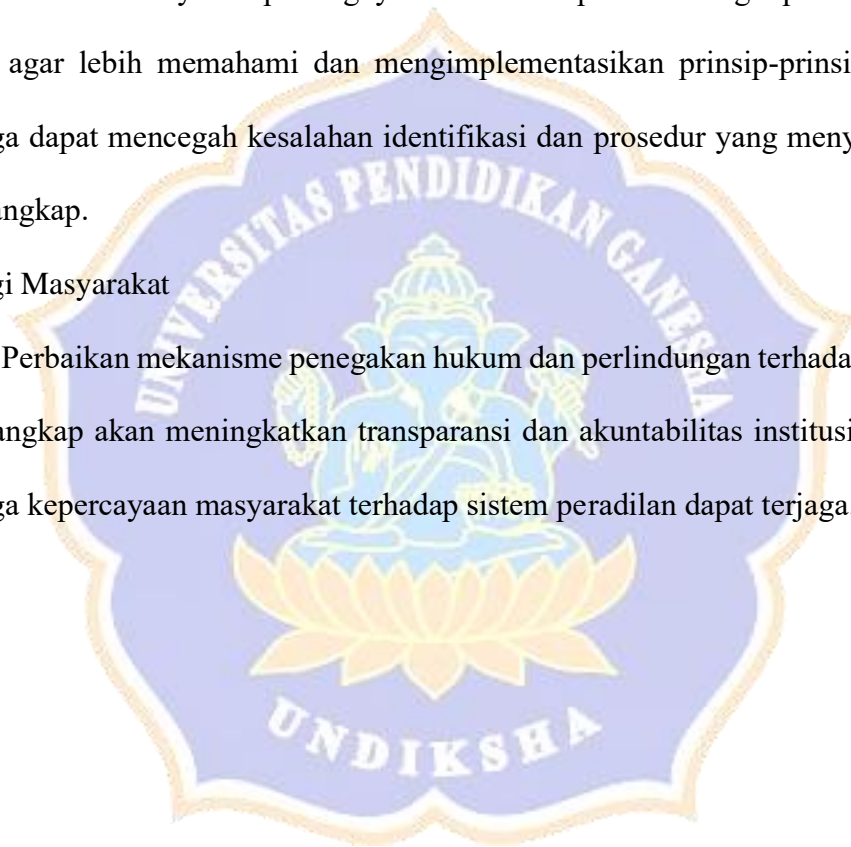 agar lebih memahami dan mengimplementasikan prinsip-prinsi
ga dapat mencegah kesalahan identifikasi dan prosedur yang meny
angkap.
gi Masyarakat
Perbaikan mekanisme penegakan hukum dan perlindungan terhada
angkap akan meningkatkan transparansi dan akuntabilitas institusi
ga kepercayaan masyarakat terhadap sistem peradilan dapat terjaga.
UNIVERSITAS PENDIDIKAN GANESHA
UNDIKSHA